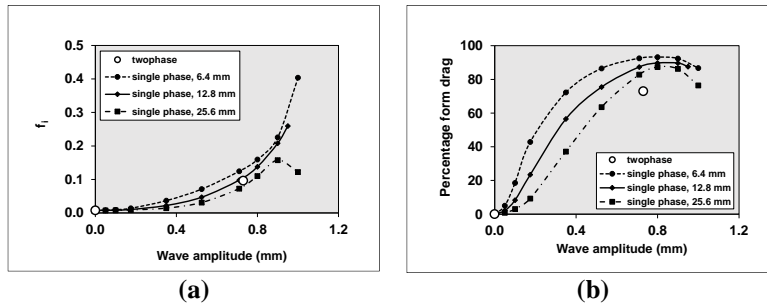 0.5
0.4
0.3
0.2
0.1
0.0
fi
twophase
single phase, 6.4 mm
single phase, 12.8 mm
single phase, 25.6 mm
0.0 0.4 0.8 1.2
Wave amplitude (mm)
(a)
100
80
60
40
20
0
Percentage form drag
twophase
single phase, 6.4 mm
single phase, 12.8 mm
single phase, 25.6 mm
0.0 0.4 0.8 1.2
Wave amplitude (mm)
(b)